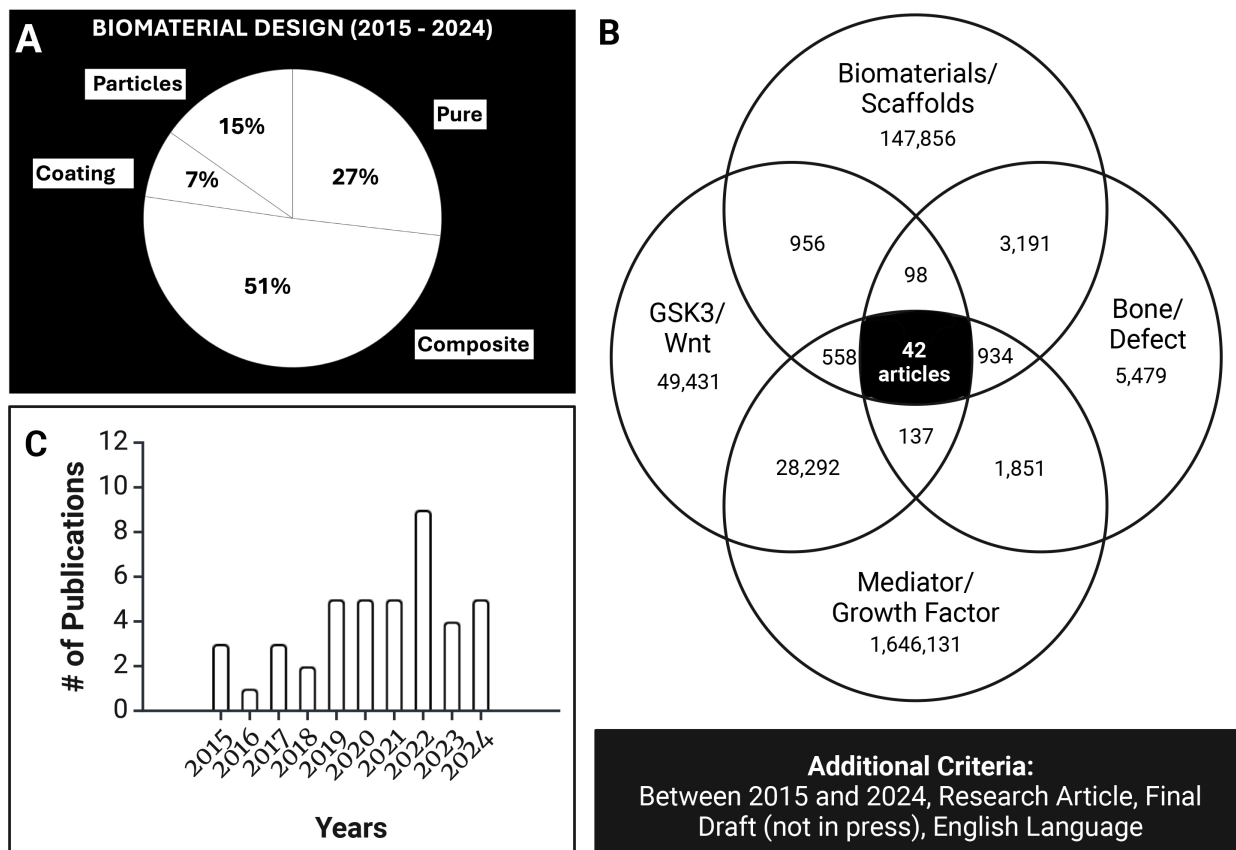 A
BIOMATERIAL DESIGN (2015 - 2024)
Particles
15%
Pure
27%
Coating
7%
51%
Composite
B
Biomaterials/
Scaffolds
147,856
956
3,191
98
GSK3/
Wnt
49,431
Bone/
Defect
5,479
558
42
articles
934
137
28,292
1,851
Mediator/
Growth Factor
1,646,131
Additional Criteria:
Between 2015 and 2024, Research Article, Final
Draft (not in press), English Language
C
# of Publications
12
10
8
6
4
2
0
2015
2016
2017
2018
2019
2020
2021
2022
2023
2024
Years